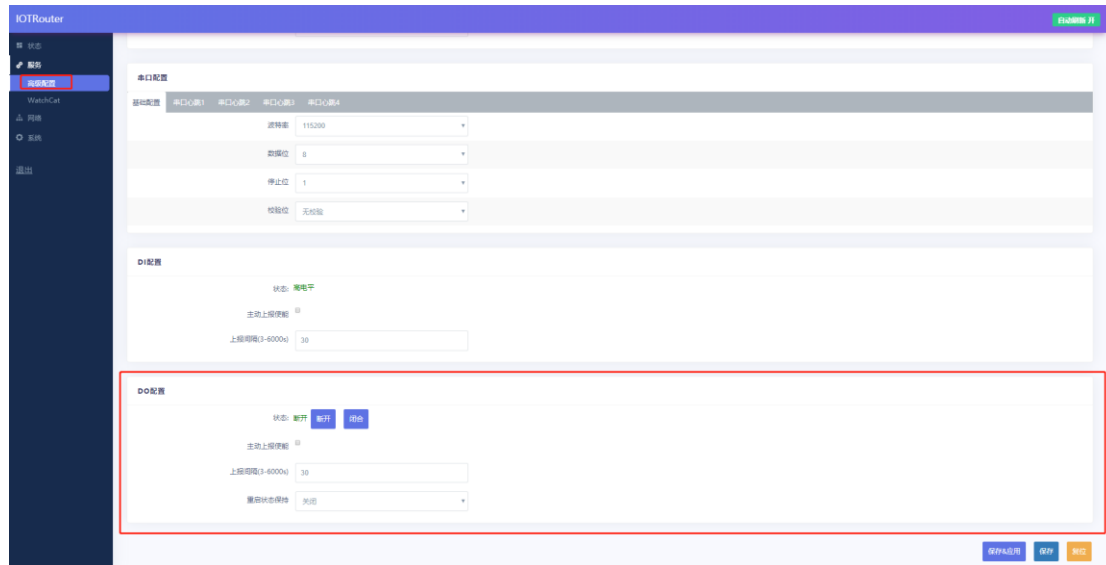 IOTRouter
自动刷新 开
状态
服务
高级配置
WatchCat
网络
系统
退出
串口配置
基础配置 串口心跳1 串口心跳2 串口心跳3 串口心跳4
波特率 115200
数据位 8
停止位 1
校验位 无校验
DI配置
状态: 高电平
主动上报使能
上报间隔(3-6000s) 30
DO配置
状态: 断开 断开 闭合
主动上报使能
上报间隔(3-6000s) 30
重启状态保持 关闭
保存&应用 保存 复位